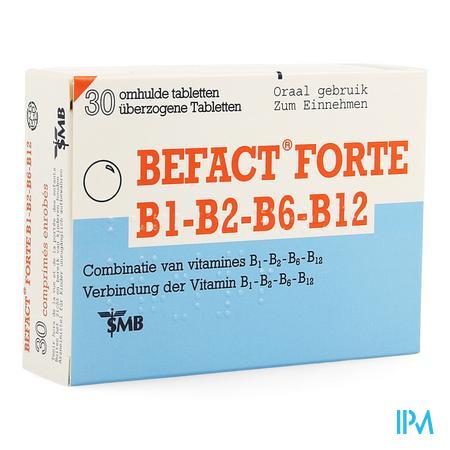 30 omhulde tabletten
überzogene Tabletten
Oraal gebruik
Zum Einnehmen
BEFACT® FORTE
B1-B2-B6-B12
Combinatie van vitamines B1-B2-B6-B12
Verbindung der Vitamin B1-B2-B6-B12
SMB
SMB
BEFACT® FORTE B1-B2-B6-B12
30 comprimés enrobés
IPM